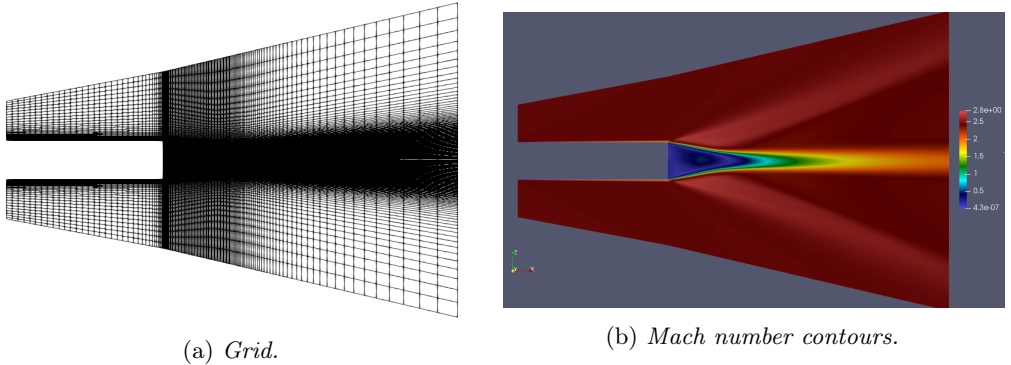 2.8e+00
2.5
2
1.5
1
0.5
4.3e-07
Z
Y
X
(a) Grid.
(b) Mach number contours.